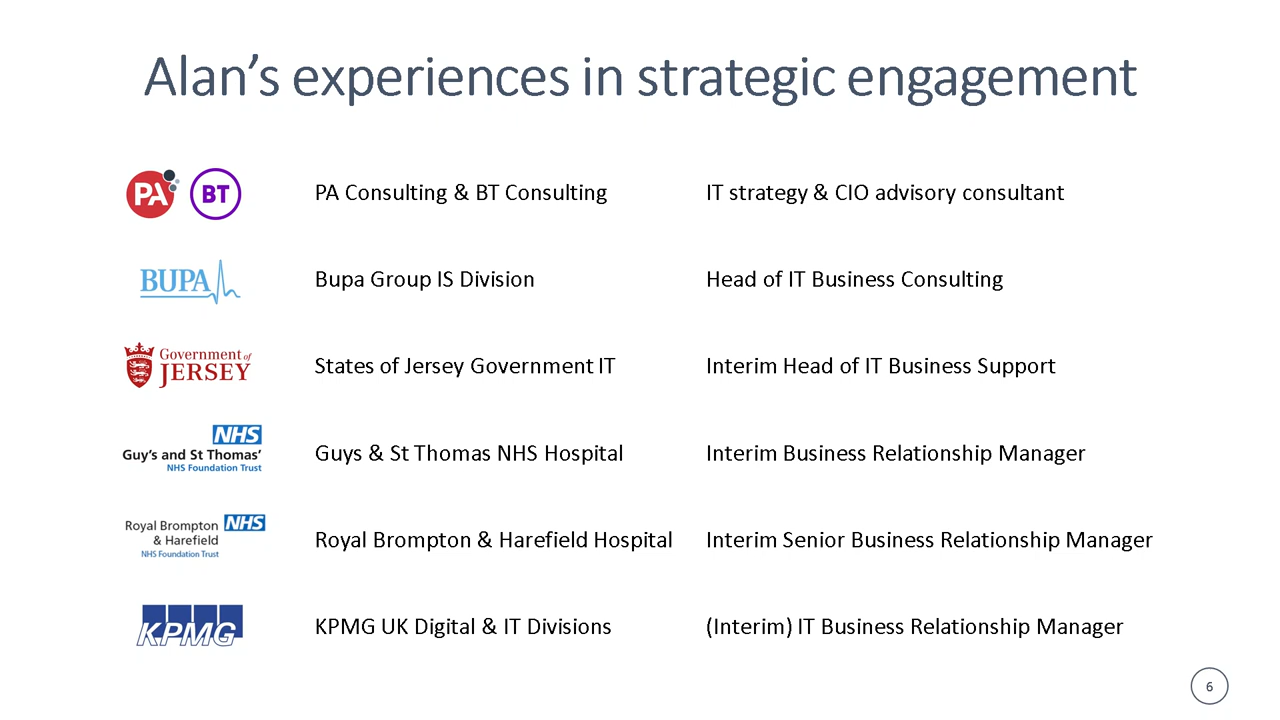 Alan’s experiences in strategic engagement
PA BT PA Consulting & BT Consulting IT strategy & CIO advisory consultant
BUPA Bupa Group IS Division Head of IT Business Consulting
Government of
JERSEY
States of Jersey Government IT Interim Head of IT Business Support
NHS
Guy’s and St Thomas’
NHS Foundation Trust
Guys & St Thomas NHS Hospital Interim Business Relationship Manager
Royal Brompton NHS
& Harefield
NHS Foundation Trust
Royal Brompton & Harefield Hospital Interim Senior Business Relationship Manager
KPMG KPMG UK Digital & IT Divisions (Interim) IT Business Relationship Manager
6